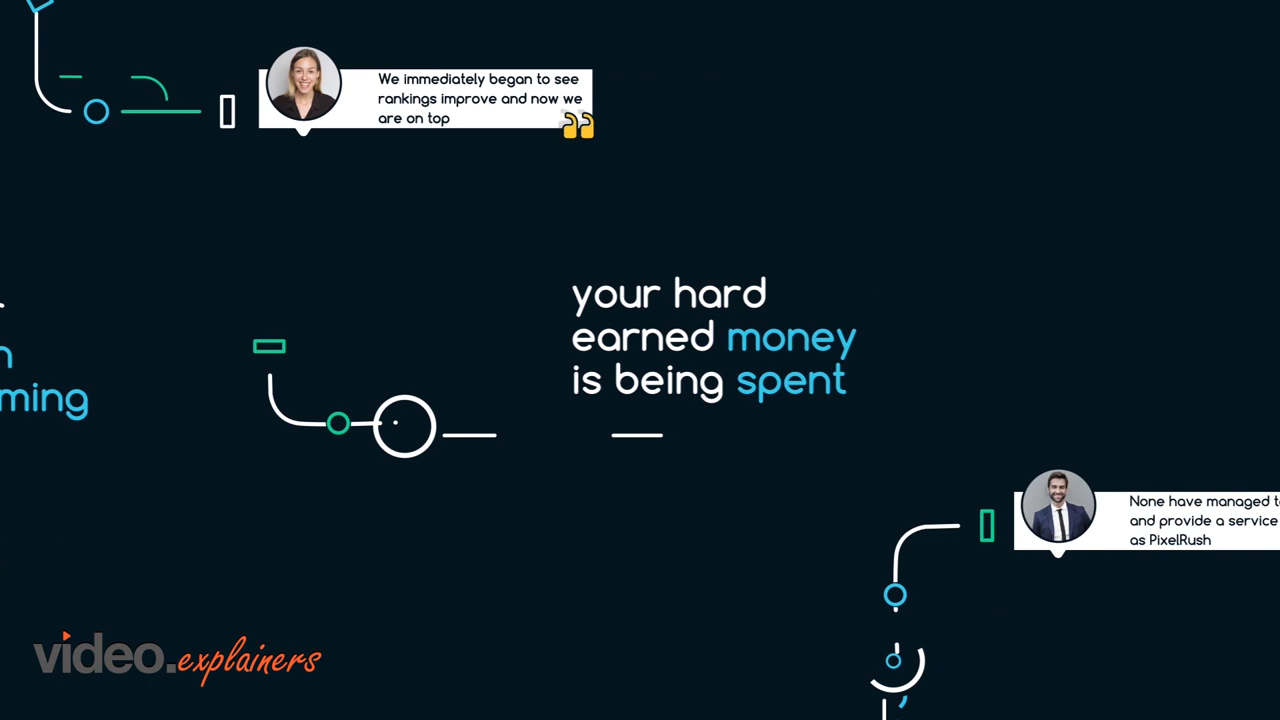 We immediately began to see
rankings improve and now we
are on top
your hard
earned money
is being spent
ming
None have managed
and provide a service
as PixelRush
video.explainers